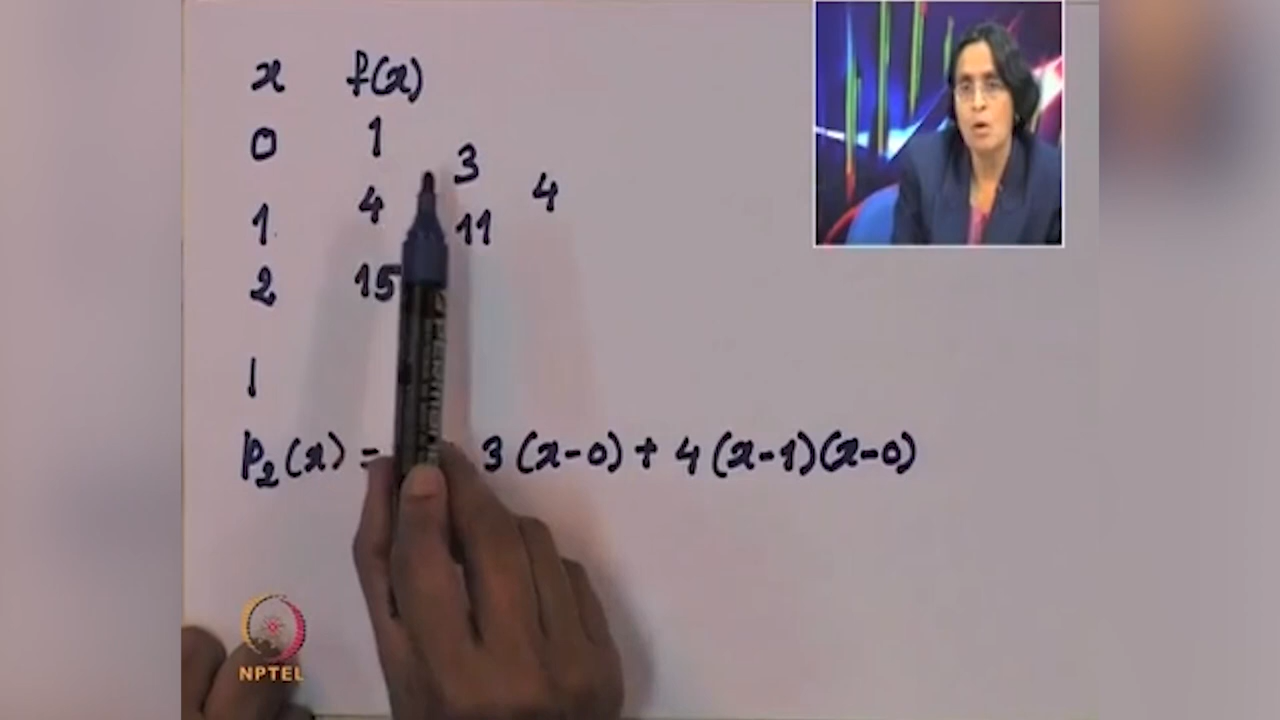 x f(x)
0 1
3
4
1 4
11
2 15
p₂(x) = 3(x-0) + 4(x-1)(x-0)
NPTEL